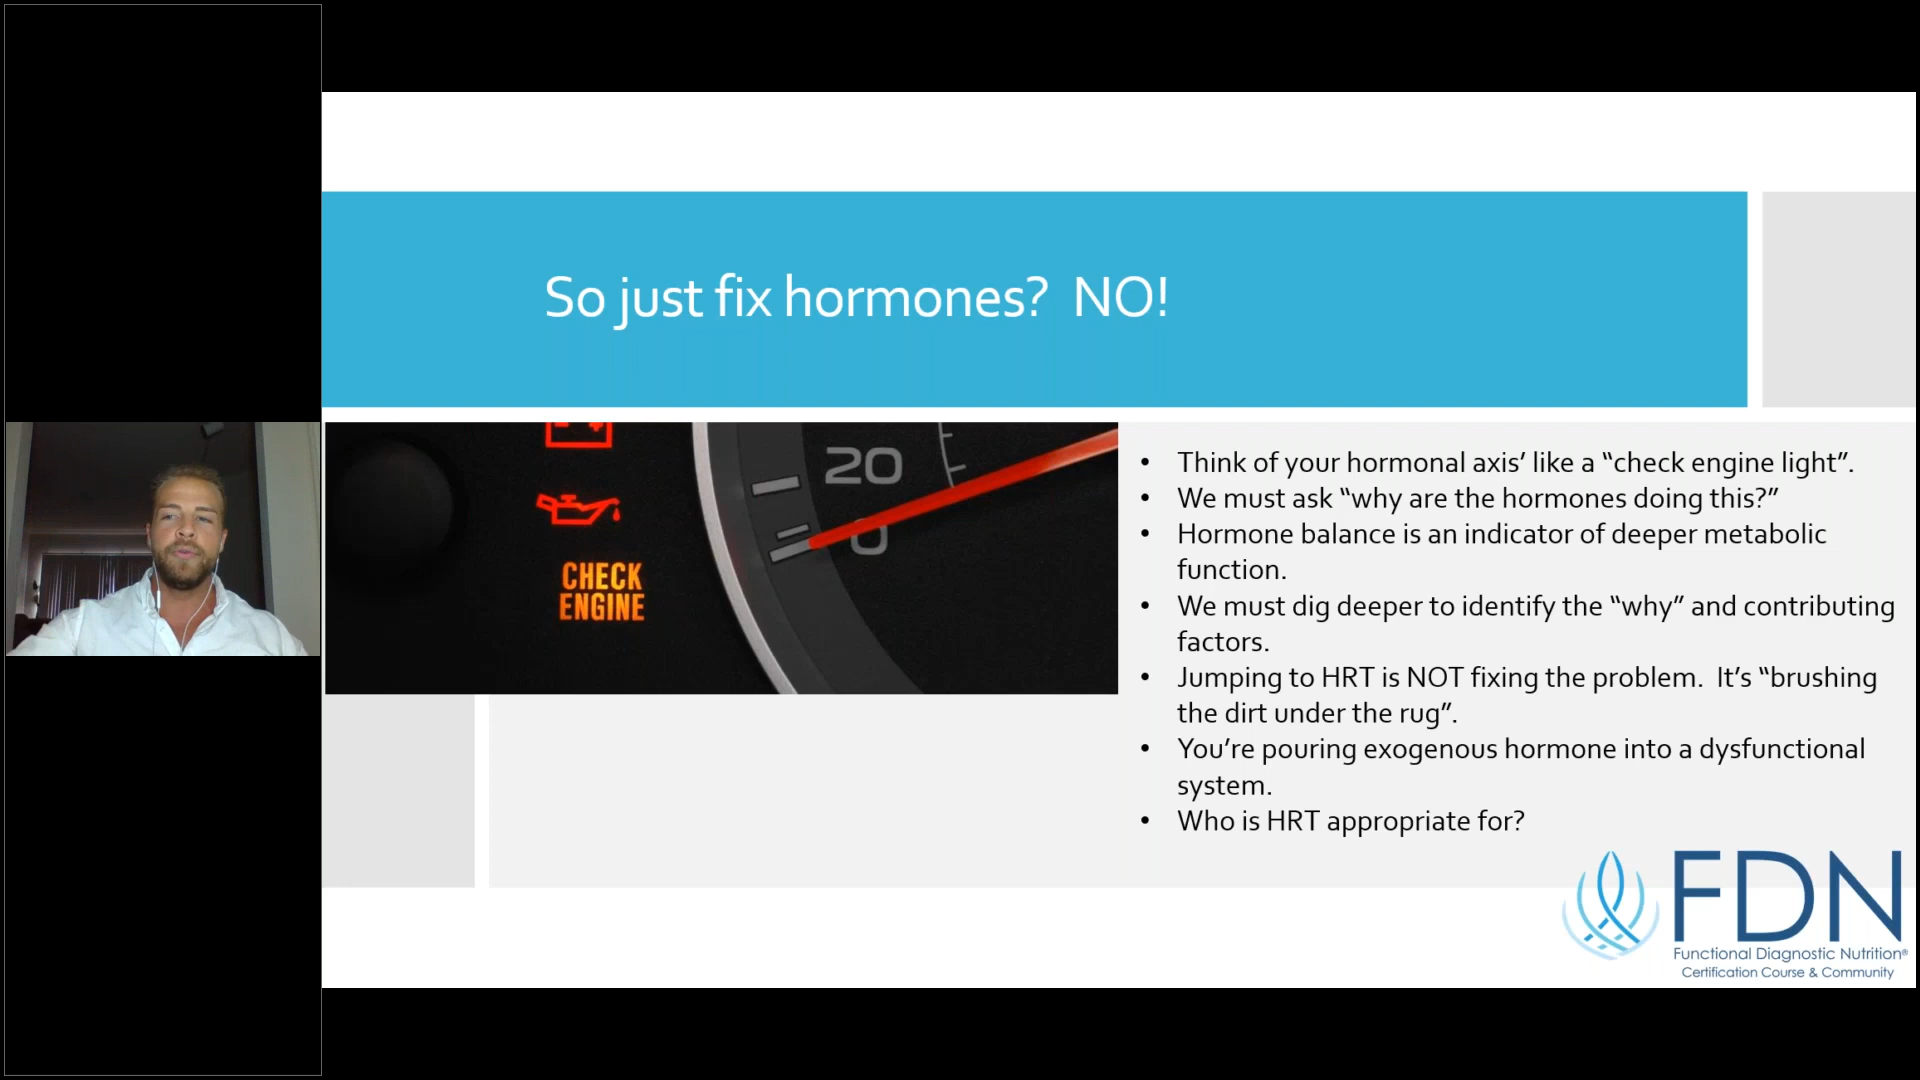 So just fix hormones?  NO!
20
0
CHECK
ENGINE
• Think of your hormonal axis’ like a “check engine light”.
• We must ask “why are the hormones doing this?”
• Hormone balance is an indicator of deeper metabolic
function.
• We must dig deeper to identify the “why” and contributing
factors.
• Jumping to HRT is NOT fixing the problem.  It’s “brushing
the dirt under the rug”.
• You’re pouring exogenous hormone into a dysfunctional
system.
• Who is HRT appropriate for?
FDN
Functional Diagnostic Nutrition®
Certification Course & Community